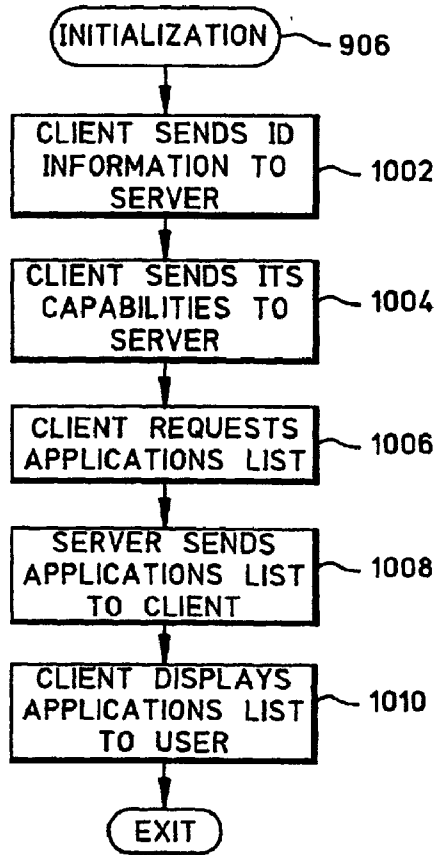 INITIALIZATION
906
CLIENT SENDS ID
INFORMATION TO
SERVER
1002
CLIENT SENDS ITS
CAPABILITIES TO
SERVER
1004
CLIENT REQUESTS
APPLICATIONS LIST
1006
SERVER SENDS
APPLICATIONS LIST
TO CLIENT
1008
CLIENT DISPLAYS
APPLICATIONS LIST
TO USER
1010
EXIT